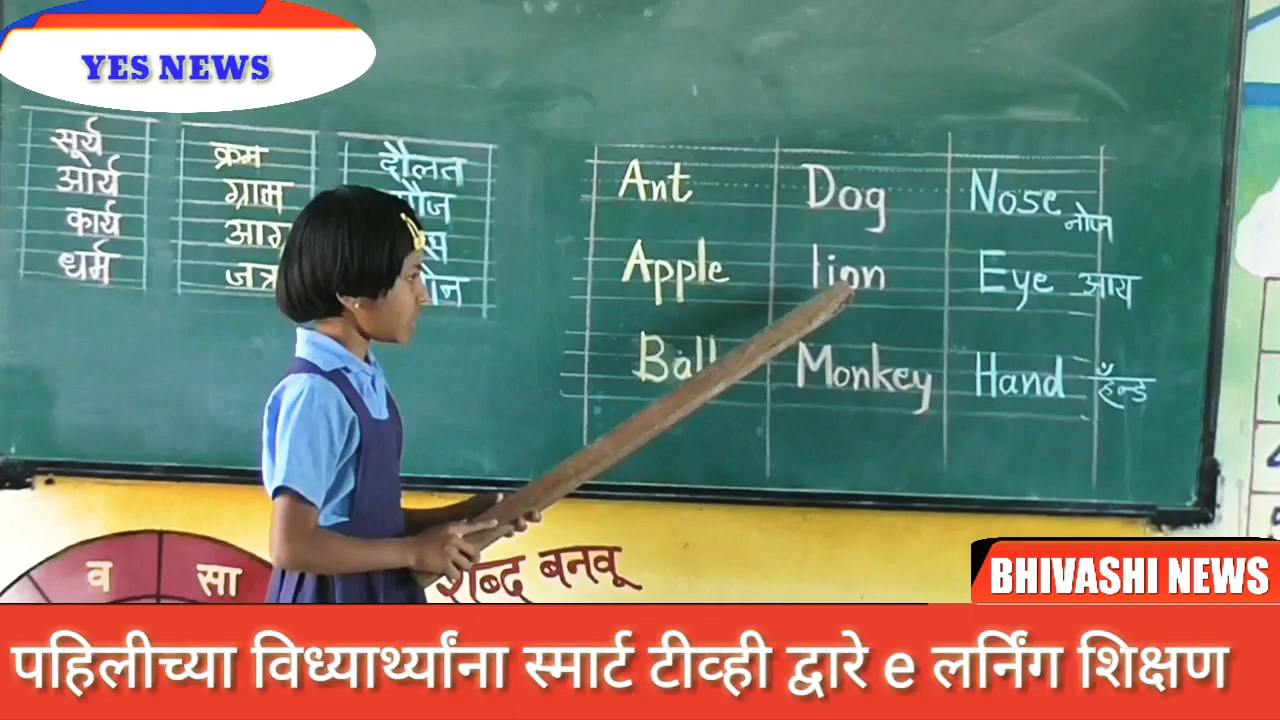 YES NEWS
सूर्य
आर्य
कार्य
धर्म
क्रम
ग्राम
दौलत
Ant Dog Nose नोज
Apple lion Eye आय
Ball Monkey Hand हॅन्ड
व सा
शब्द बनवू
BHIVASHI NEWS
पहिलीच्या विध्यार्थ्यांना स्मार्ट टीव्ही द्वारे e लर्निंग शिक्षण